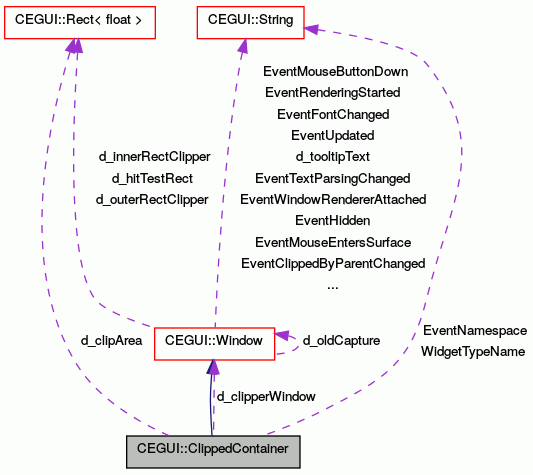 CEGUI::Rect< float >
CEGUI::String
EventMouseButtonDown
EventRenderingStarted
EventFontChanged
EventUpdated
d_tooltipText
EventTextParsingChanged
EventWindowRendererAttached
EventHidden
EventMouseEntersSurface
EventClippedByParentChanged
...
d_innerRectClipper
d_hitTestRect
d_outerRectClipper
d_clipArea
CEGUI::Window
d_oldCapture
EventNamespace
WidgetTypeName
d_clipperWindow
CEGUI::ClippedContainer